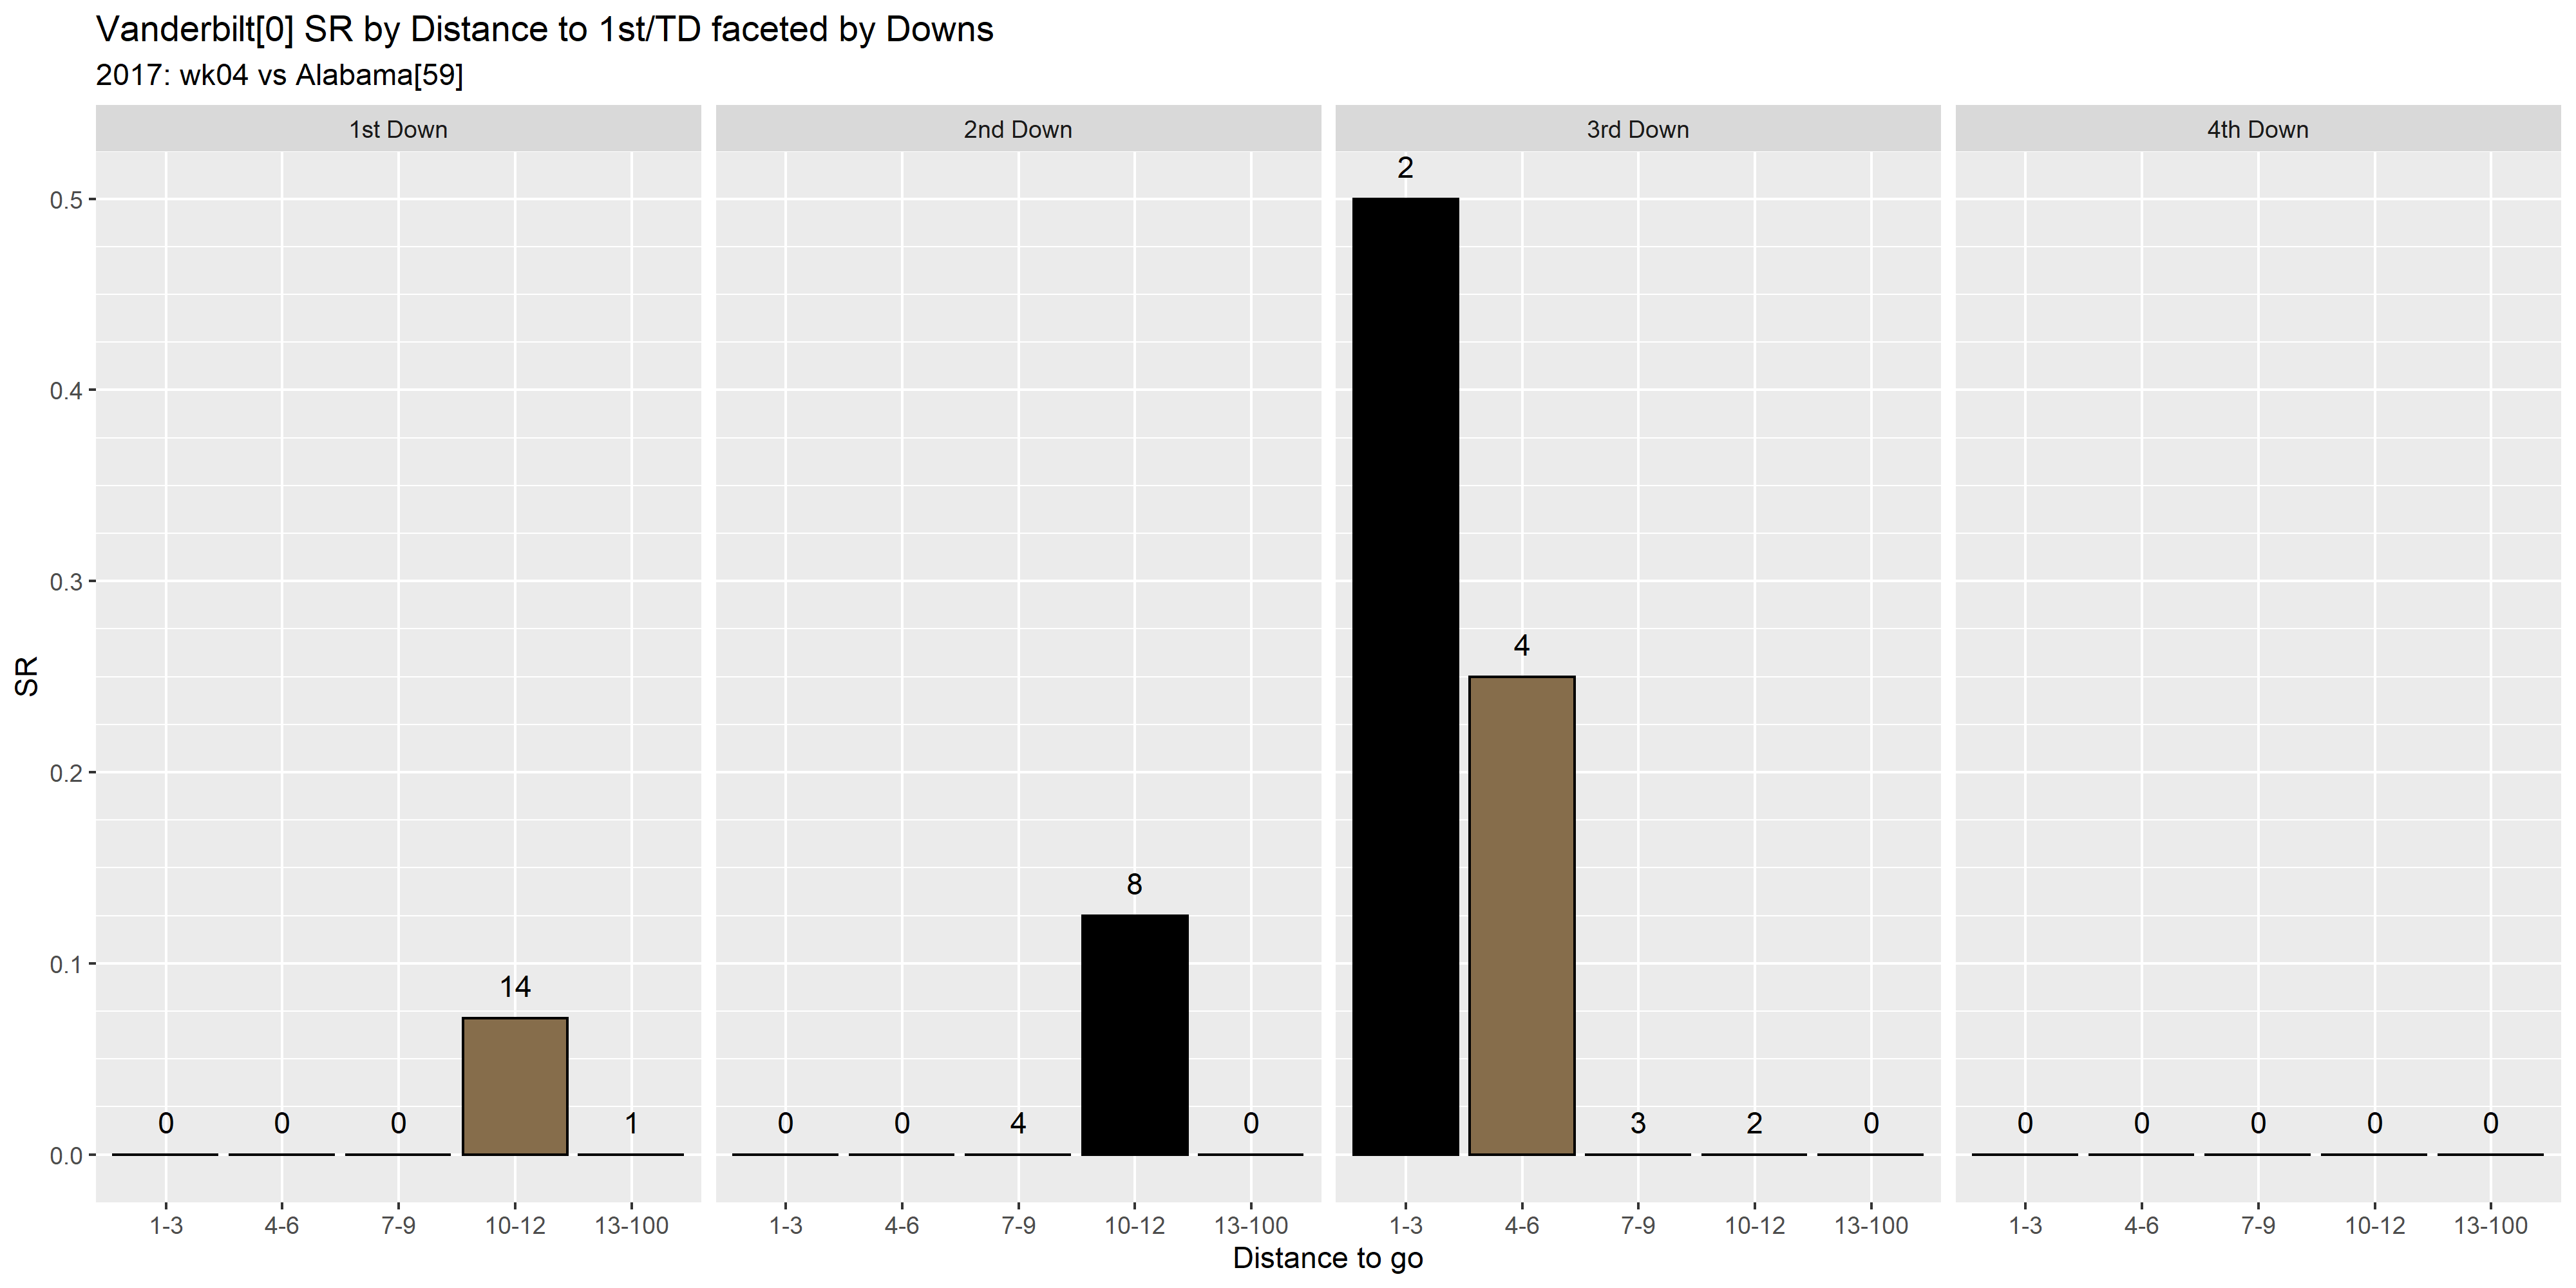 Vanderbilt[0] SR by Distance to 1st/TD faceted by Downs
2017: wk04 vs Alabama[59]
1st Down 2nd Down 3rd Down 4th Down
2
0.5
0.4
0.3
4
0.2
8
0.1
14
0 0 0 1 0 0 4 0 3 2 0 0 0 0 0 0
0.0
1-3 4-6 7-9 10-12 13-100 1-3 4-6 7-9 10-12 13-100 1-3 4-6 7-9 10-12 13-100 1-3 4-6 7-9 10-12 13-100
Distance to go
SR